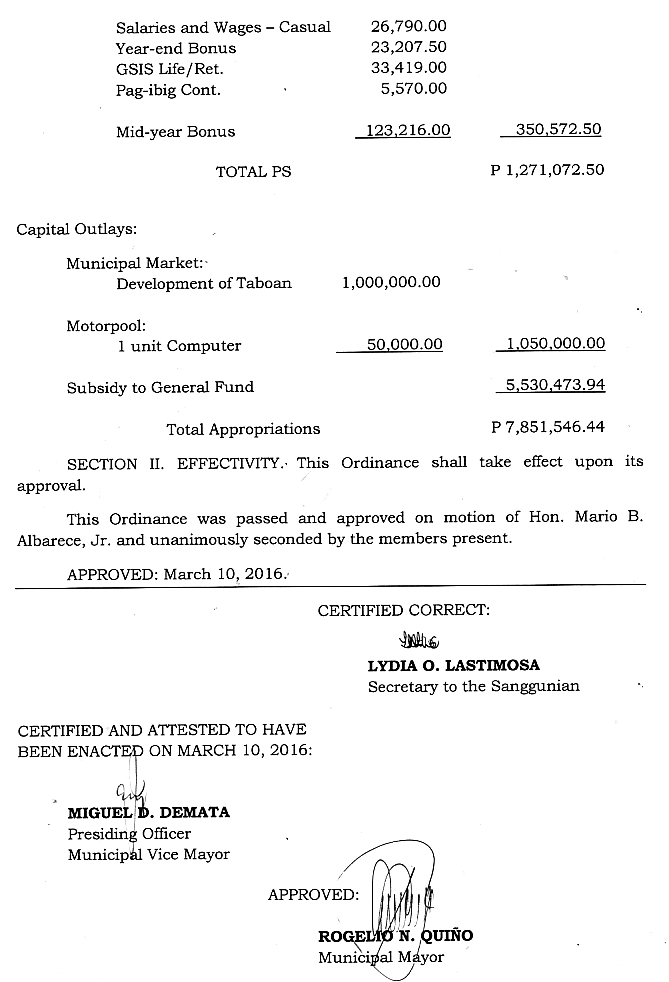 Salaries and Wages – Casual 26,790.00
Year-end Bonus 23,207.50
GSIS Life/Ret. 33,419.00
Pag-ibig Cont. 5,570.00
Mid-year Bonus 123,216.00 350,572.50
TOTAL PS P 1,271,072.50
Capital Outlays:
Municipal Market:
Development of Taboan 1,000,000.00
Motorpool:
1 unit Computer 50,000.00 1,050,000.00
Subsidy to General Fund 5,530,473.94
Total Appropriations P 7,851,546.44
SECTION II. EFFECTIVITY. This Ordinance shall take effect upon its
approval.
This Ordinance was passed and approved on motion of Hon. Mario B.
Albarece, Jr. and unanimously seconded by the members present.
APPROVED: March 10, 2016.
CERTIFIED CORRECT:
LYDIA O. LASTIMOSA
Secretary to the Sanggunian
CERTIFIED AND ATTESTED TO HAVE
BEEN ENACTED ON MARCH 10, 2016:
MIGUEL D. DEMATA
Presiding Officer
Municipal Vice Mayor
APPROVED:
ROGELIO N. QUIÑO
Municipal Mayor